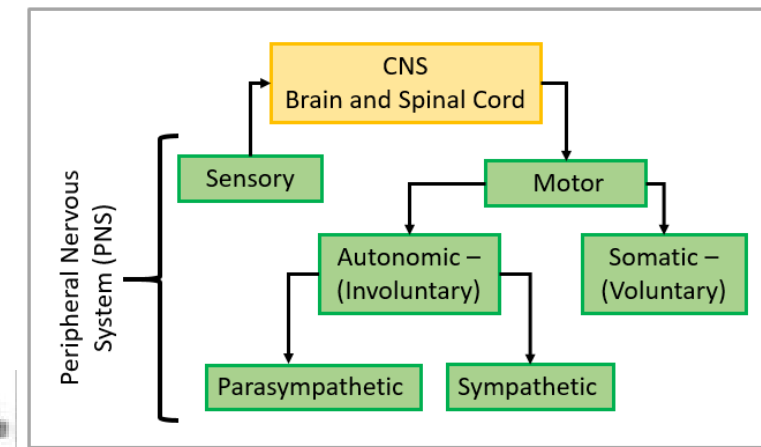 CNS
Brain and Spinal Cord
Sensory
Motor
Peripheral Nervous
System (PNS)
Autonomic –
(Involuntary)
Somatic –
(Voluntary)
Parasympathetic
Sympathetic